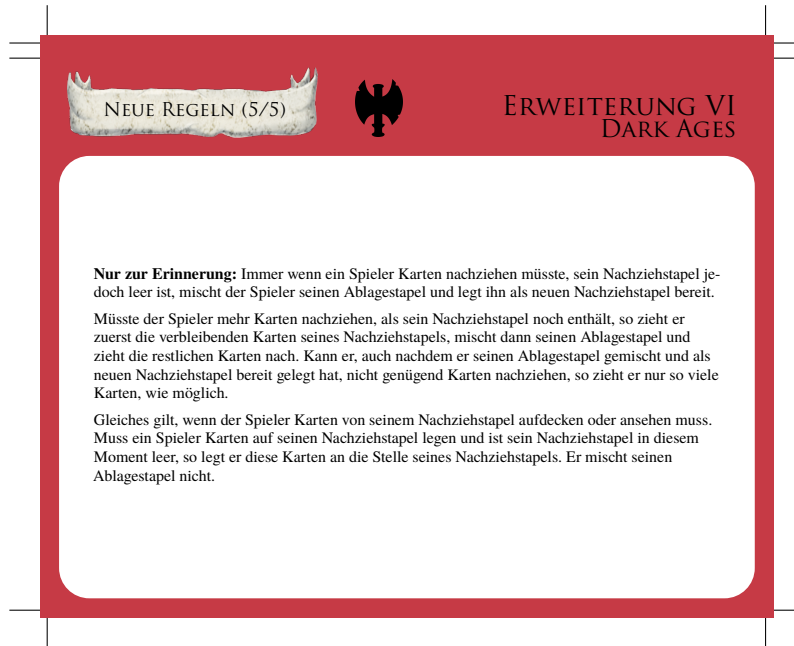 Neue Regeln (5/5)
Erweiterung VI
Dark Ages
Nur zur Erinnerung: Immer wenn ein Spieler Karten nachziehen müsste, sein Nachziehstapel je-
doch leer ist, mischt der Spieler seinen Ablagestapel und legt ihn als neuen Nachziehstapel bereit.
Müsste der Spieler mehr Karten nachziehen, als sein Nachziehstapel noch enthält, so zieht er
zuerst die verbleibenden Karten seines Nachziehstapels, mischt dann seinen Ablagestapel und
zieht die restlichen Karten nach. Kann er, auch nachdem er seinen Ablagestapel gemischt und als
neuen Nachziehstapel bereit gelegt hat, nicht genügend Karten nachziehen, so zieht er nur so viele
Karten, wie möglich.
Gleiches gilt, wenn der Spieler Karten von seinem Nachziehstapel aufdecken oder ansehen muss.
Muss ein Spieler Karten auf seinen Nachziehstapel legen und ist sein Nachziehstapel in diesem
Moment leer, so legt er diese Karten an die Stelle seines Nachziehstapels. Er mischt seinen
Ablagestapel nicht.